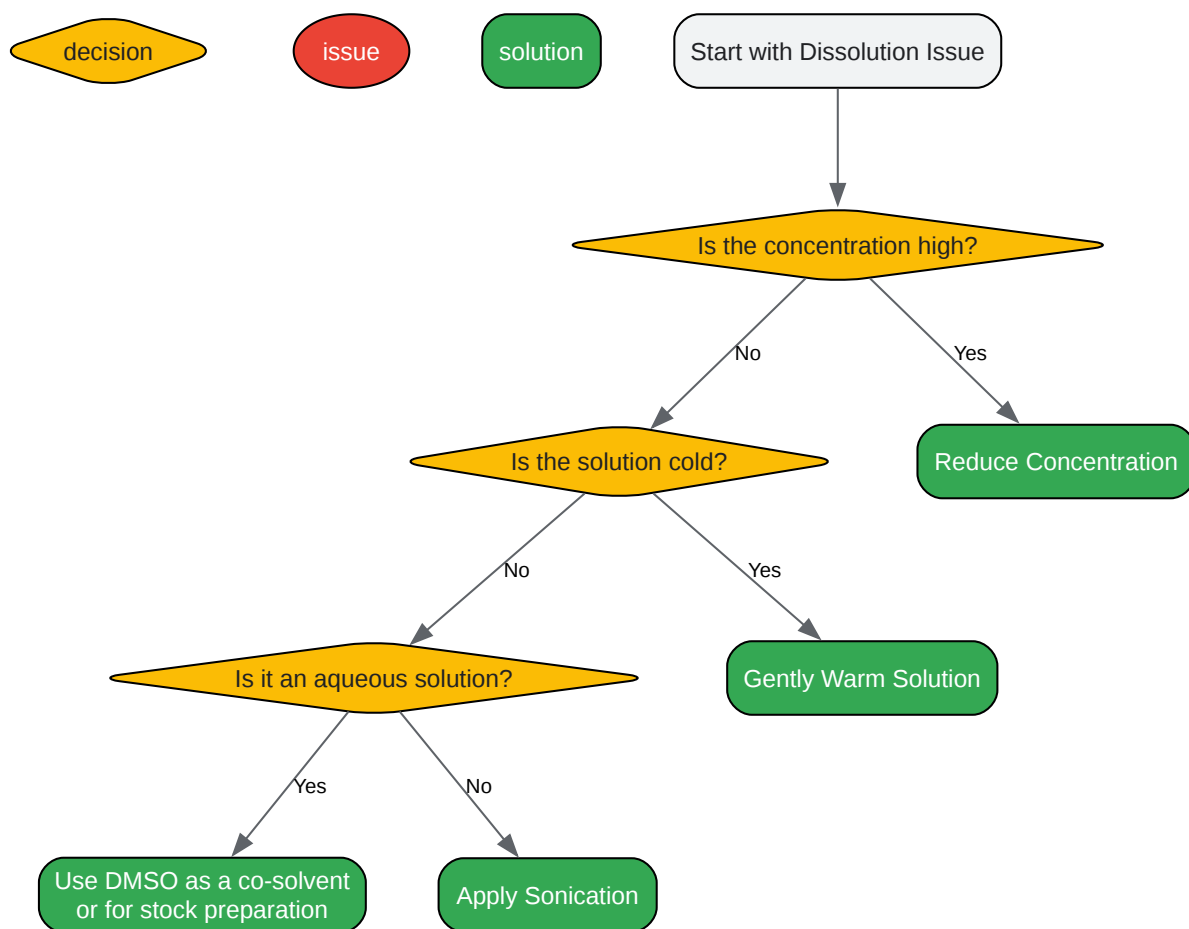 decision
issue
solution
Start with Dissolution Issue
Is the concentration high?
No
Yes
Is the solution cold?
Reduce Concentration
No
Yes
Is it an aqueous solution?
Gently Warm Solution
Yes
No
Use DMSO as a co-solvent
or for stock preparation
Apply Sonication